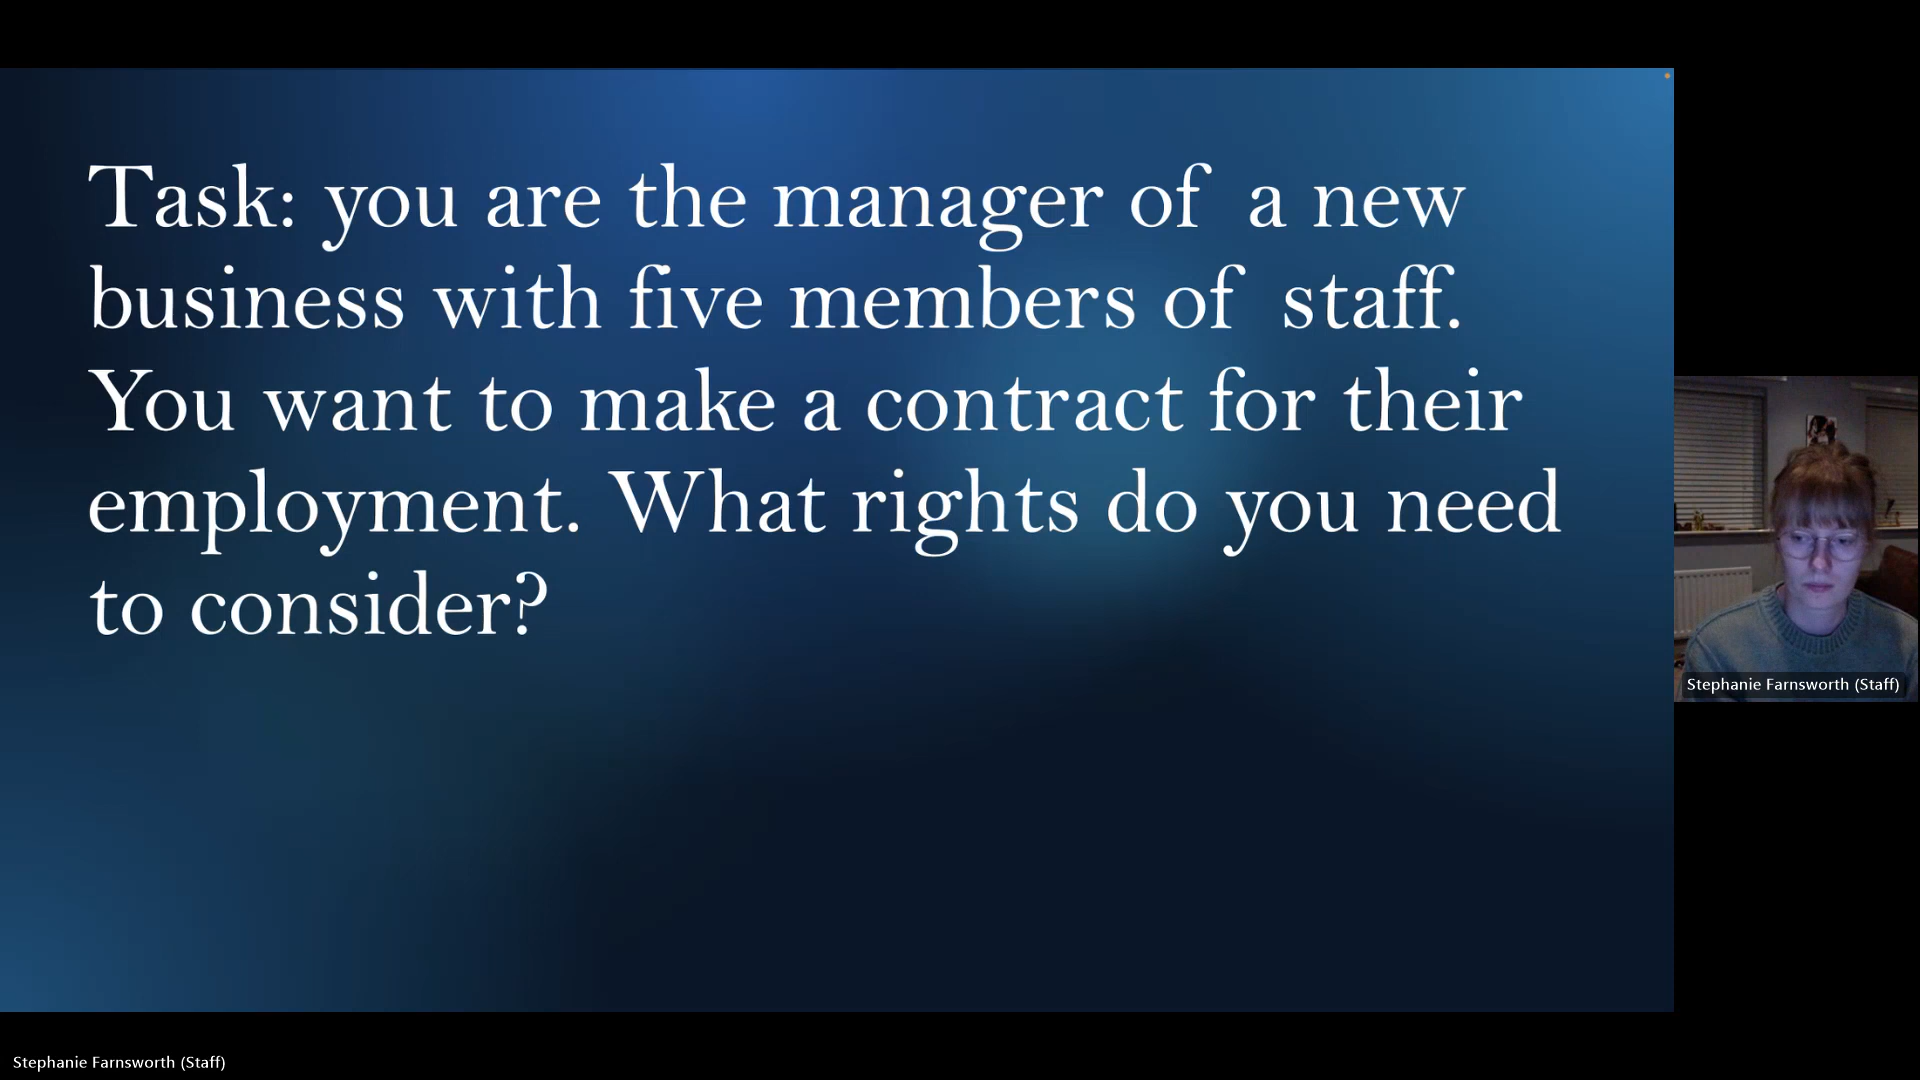 Task: you are the manager of a new
business with five members of staff.
You want to make a contract for their
employment. What rights do you need
to consider?
Stephanie Farnsworth (Staff)
Stephanie Farnsworth (Staff)